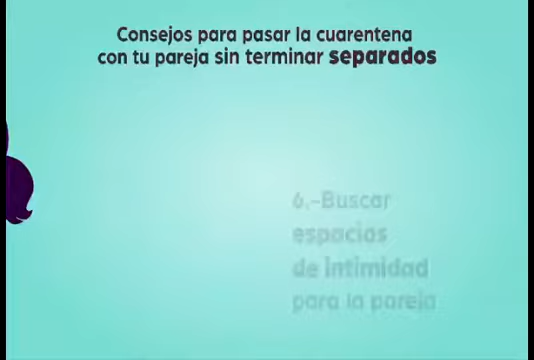 Consejos para pasar la cuarentena
con tu pareja sin terminar separados
6.-Buscar
espacios
de intimidad
para la pareja